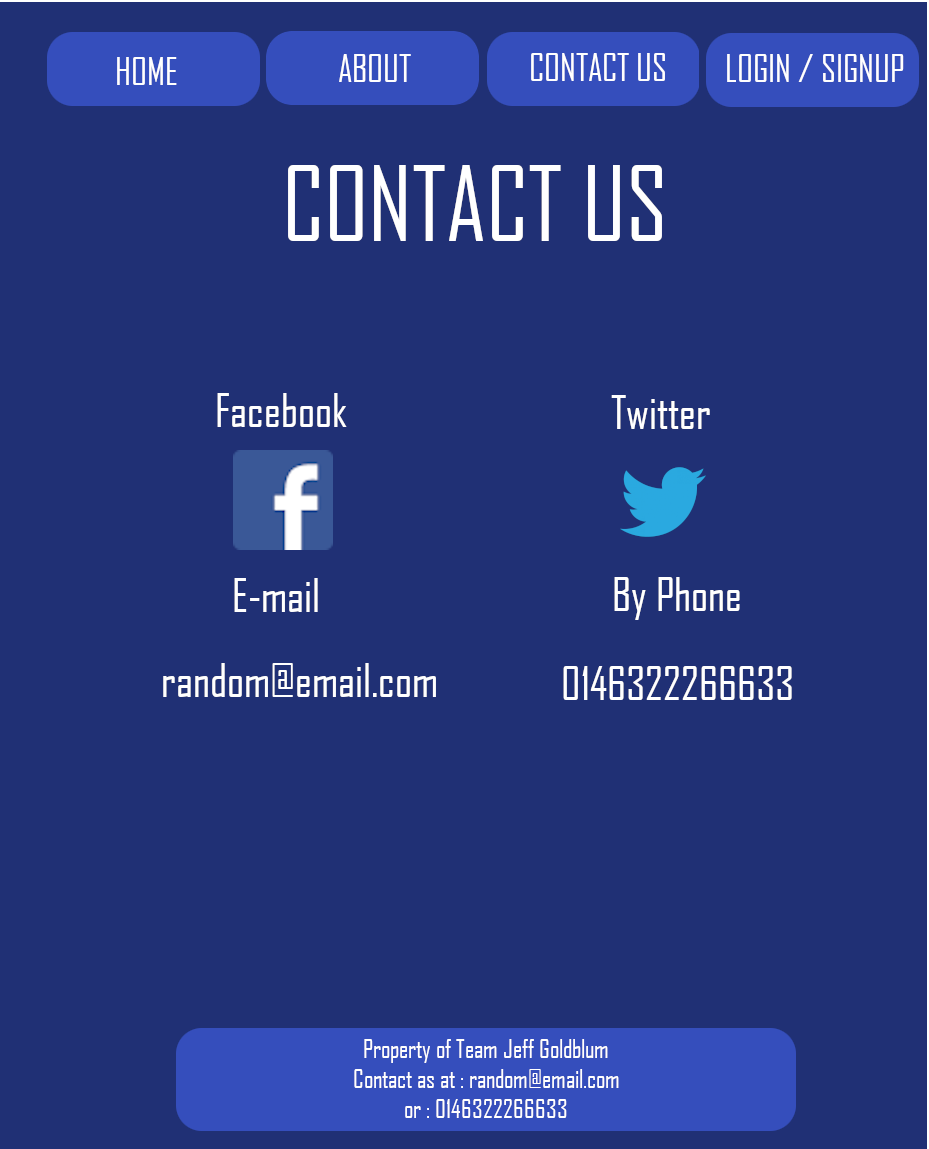 HOME ABOUT CONTACT US LOGIN / SIGNUP
CONTACT US
Facebook Twitter
f
E-mail By Phone
random@email.com 0146322266633
Property of Team Jeff Goldblum
Contact as at : random@email.com
or : 0146322266633